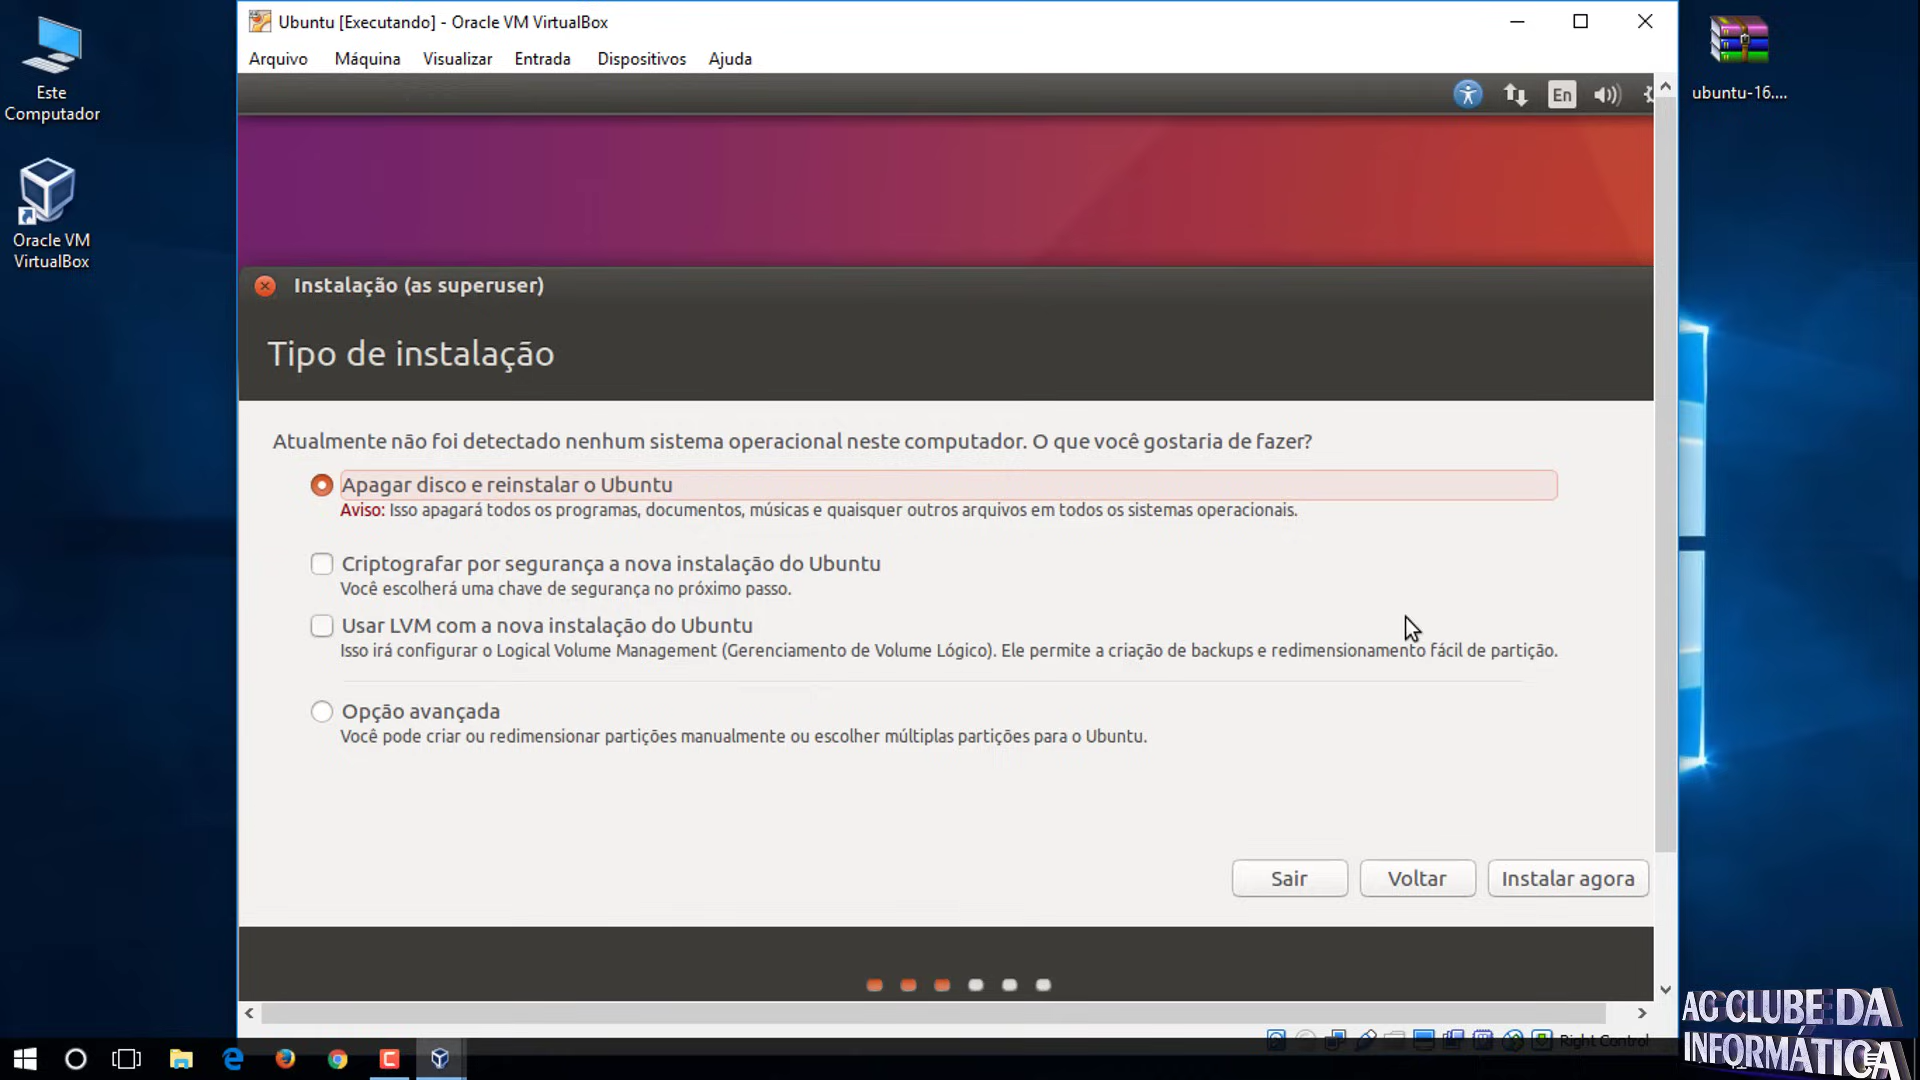 Ubuntu [Executando] - Oracle VM VirtualBox
Arquivo Máquina Visualizar Entrada Dispositivos Ajuda
Este
Computador
Oracle VM
VirtualBox
ubuntu-16....
En
Instalação (as superuser)
Tipo de instalação
Atualmente não foi detectado nenhum sistema operacional neste computador. O que você gostaria de fazer?
Apagar disco e reinstalar o Ubuntu
Aviso: Isso apagará todos os programas, documentos, músicas e quaisquer outros arquivos em todos os sistemas operacionais.
Criptografar por segurança a nova instalação do Ubuntu
Você escolherá uma chave de segurança no próximo passo.
Usar LVM com a nova instalação do Ubuntu
Isso irá configurar o Logical Volume Management (Gerenciamento de Volume Lógico). Ele permite a criação de backups e redimensionamento fácil de partição.
Opção avançada
Você pode criar ou redimensionar partições manualmente ou escolher múltiplas partições para o Ubuntu.
Sair Voltar Instalar agora
Right Control
AG CLUBE DA
INFORMÁTICA